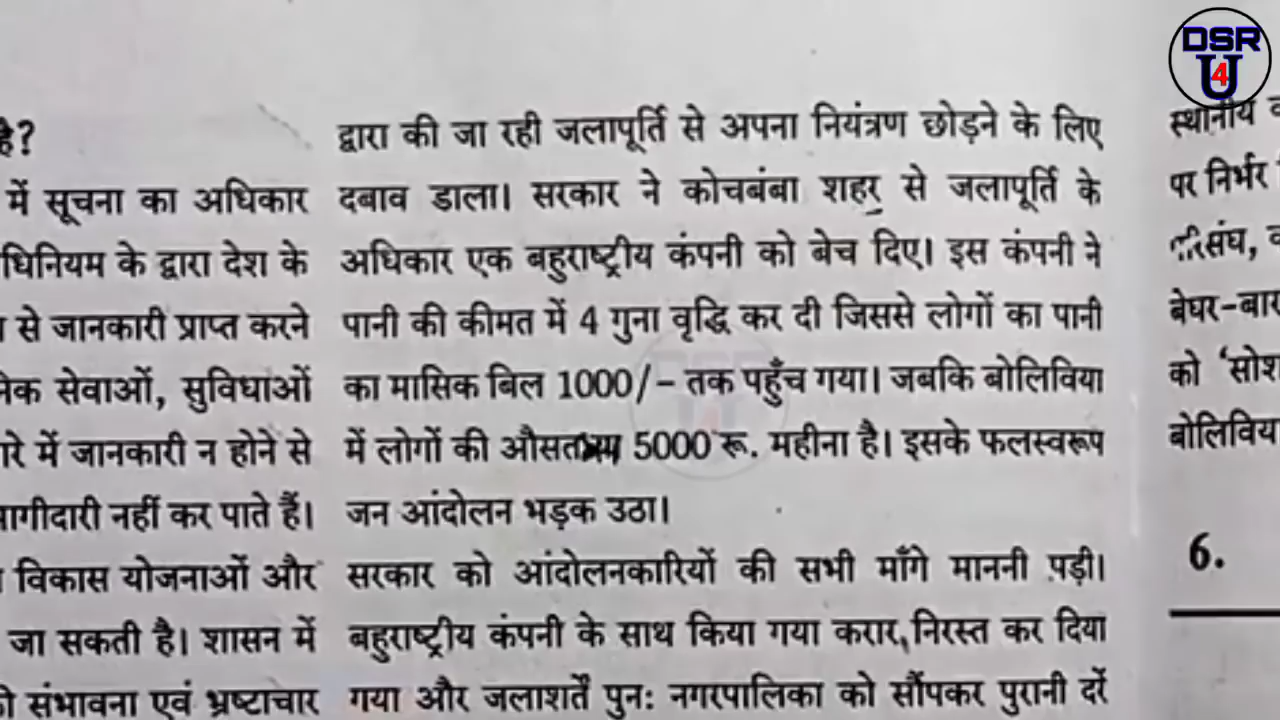 है?
में सूचना का अधिकार
धिनियम के द्वारा देश के
से जानकारी प्राप्त करने
सेवाओं, सुविधाओं
में जानकारी न होने से
ागीदारी नहीं कर पाते हैं।
विकास योजनाओं और
जा सकती है। शासन में
संभावना एवं भ्रष्टाचार
द्वारा की जा रही जलापूर्ति से अपना नियंत्रण छोड़ने के लिए
दबाव डाला। सरकार ने कोचबंबा शहर से जलापूर्ति के
अधिकार एक बहुराष्ट्रीय कंपनी को बेच दिए। इस कंपनी ने
पानी की कीमत में 4 गुना वृद्धि कर दी जिससे लोगों का पानी
का मासिक बिल 1000/- तक पहुँच गया। जबकि बोलिविया
में लोगों की 5000 रू. महीना है। इसके फलस्वरूप
जन आंदोलन भड़क उठा।
सरकार को आंदोलनकारियों की सभी माँगे माननी पड़ी।
बहुराष्ट्रीय कंपनी के साथ किया गया करार, निरस्त कर दिया
गया और जलाशर्तें पुनः नगरपालिका को सौंपकर पुरानी दरें
स्थानीय
पर निर्भर
बेघर-बार
को 'सोश
बोलिविय
6.
DSR
U
4